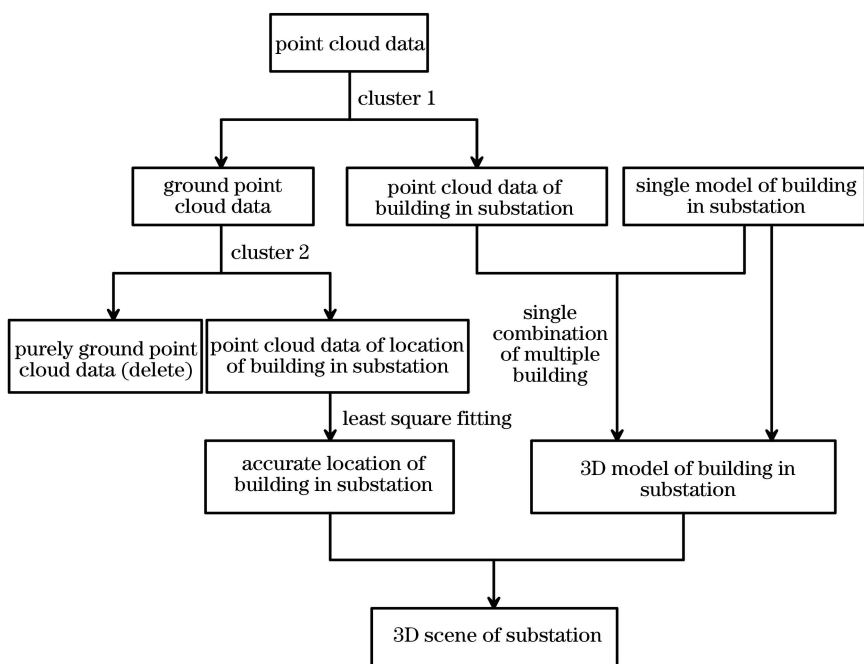 point cloud data
cluster 1
ground point
cloud data
point cloud data of
building in substation
single model of building
in substation
cluster 2
purely ground point
cloud data (delete)
point cloud data of location
of building in substation
single
combination
of multiple
building
least square fitting
accurate location of
building in substation
3D model of building in
substation
3D scene of substation